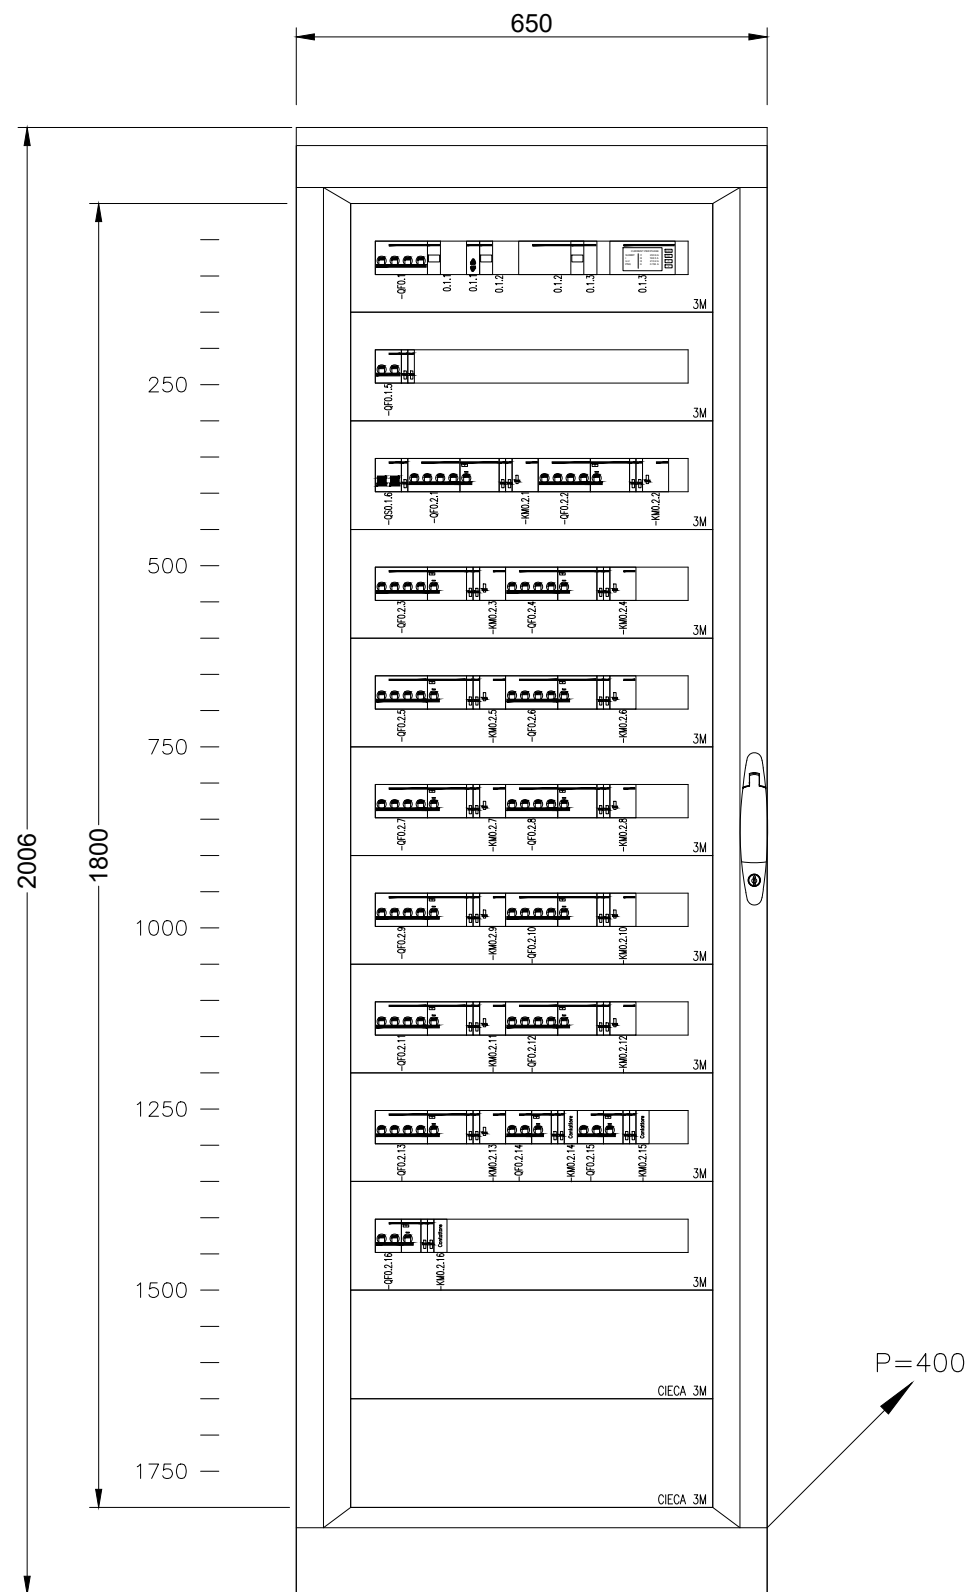 650
-QF0.1 0.1.1 0.1.1 0.1.2 0.1.2 0.1.3 0.1.3
3M
-QF0.1.5
250
3M
-QS0.1.6 -QF0.2.1 -KM0.2.1 -QF0.2.2 -KM0.2.2
3M
500
-QF0.2.3 -KM0.2.3 -QF0.2.4 -KM0.2.4
3M
-QF0.2.5 -KM0.2.5 -QF0.2.6 -KM0.2.6
750
3M
-QF0.2.7 -KM0.2.7 -QF0.2.8 -KM0.2.8
2006
1800
3M
1000
-QF0.2.9 -KM0.2.9 -QF0.2.10 -KM0.2.10
3M
-QF0.2.11 -KM0.2.11 -QF0.2.12 -KM0.2.12
3M
1250
Contattore Contattore
-QF0.2.13 -KM0.2.13 -QF0.2.14 -KM0.2.14 -QF0.2.15 -KM0.2.15
3M
Contattore
-QF0.2.16 -KM0.2.16
1500
3M
P=400
CIECA 3M
1750
CIECA 3M